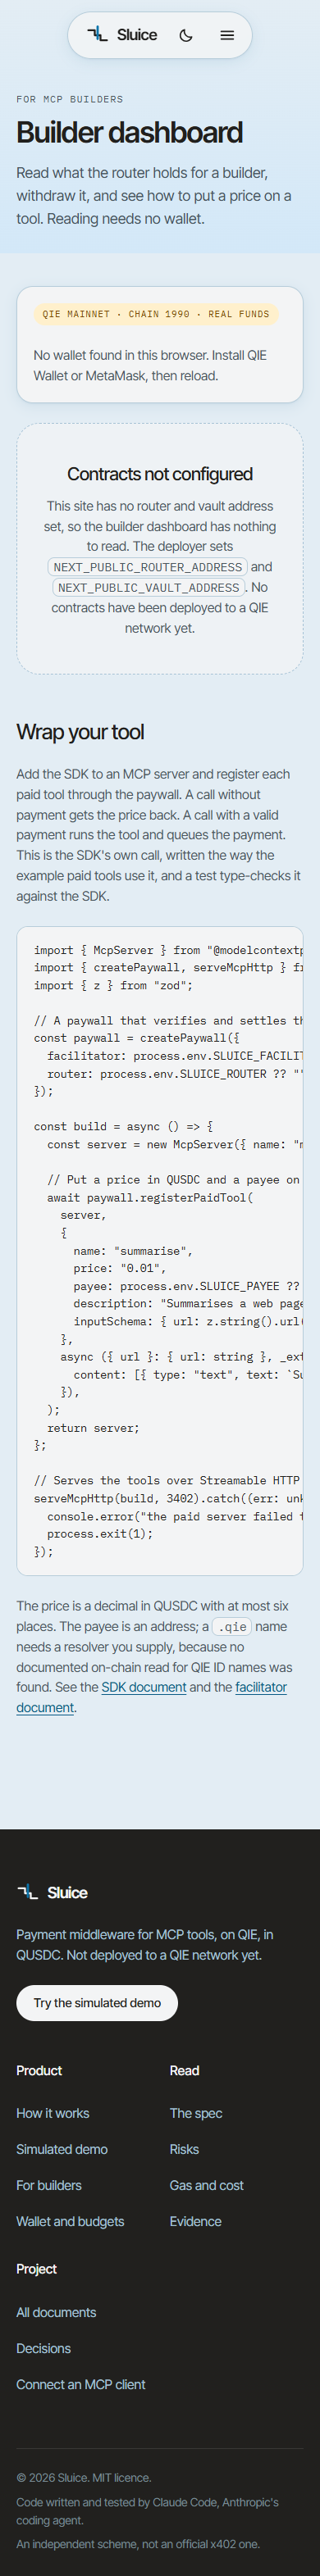 Sluice
FOR MCP BUILDERS
Builder dashboard
Read what the router holds for a builder,
withdraw it, and see how to put a price on a
tool. Reading needs no wallet.
QIE MAINNET · CHAIN 1990 · REAL FUNDS
No wallet found in this browser. Install QIE
Wallet or MetaMask, then reload.
Contracts not configured
This site has no router and vault address
set, so the builder dashboard has nothing
to read. The deployer sets
NEXT_PUBLIC_ROUTER_ADDRESS and
NEXT_PUBLIC_VAULT_ADDRESS. No
contracts have been deployed to a QIE
network yet.
Wrap your tool
Add the SDK to an MCP server and register each
paid tool through the paywall. A call without
payment gets the price back. A call with a valid
payment runs the tool and queues the payment.
This is the SDK's own call, written the way the
example paid tools use it, and a test type-checks it
against the SDK.
import { McpServer } from "@modelcontextp
import { createPaywall, serveMcpHttp } fr
import { z } from "zod";
// A paywall that verifies and settles th
const paywall = createPaywall({
facilitator: process.env.SLUICE_FACILIT
router: process.env.SLUICE_ROUTER ?? ""
});
const build = async () => {
const server = new McpServer({ name: "m
// Put a price in QUSDC and a payee on
await paywall.registerPaidTool(
server,
{
name: "summarise",
price: "0.01",
payee: process.env.SLUICE_PAYEE ??
description: "Summarises a web page
inputSchema: { url: z.string().url(
},
async ({ url }: { url: string }, _ext
content: [{ type: "text", text: `Su
}),
);
return server;
};
// Serves the tools over Streamable HTTP
serveMcpHttp(build, 3402).catch((err: unk
console.error("the paid server failed t
process.exit(1);
});
The price is a decimal in QUSDC with at most six
places. The payee is an address; a .qie name
needs a resolver you supply, because no
documented on-chain read for QIE ID names was
found. See the SDK document and the facilitator
document.
Sluice
Payment middleware for MCP tools, on QIE, in
QUSDC. Not deployed to a QIE network yet.
Try the simulated demo
Product
How it works
Simulated demo
For builders
Wallet and budgets
Read
The spec
Risks
Gas and cost
Evidence
Project
All documents
Decisions
Connect an MCP client
© 2026 Sluice. MIT licence.
Code written and tested by Claude Code, Anthropic's
coding agent.
An independent scheme, not an official x402 one.